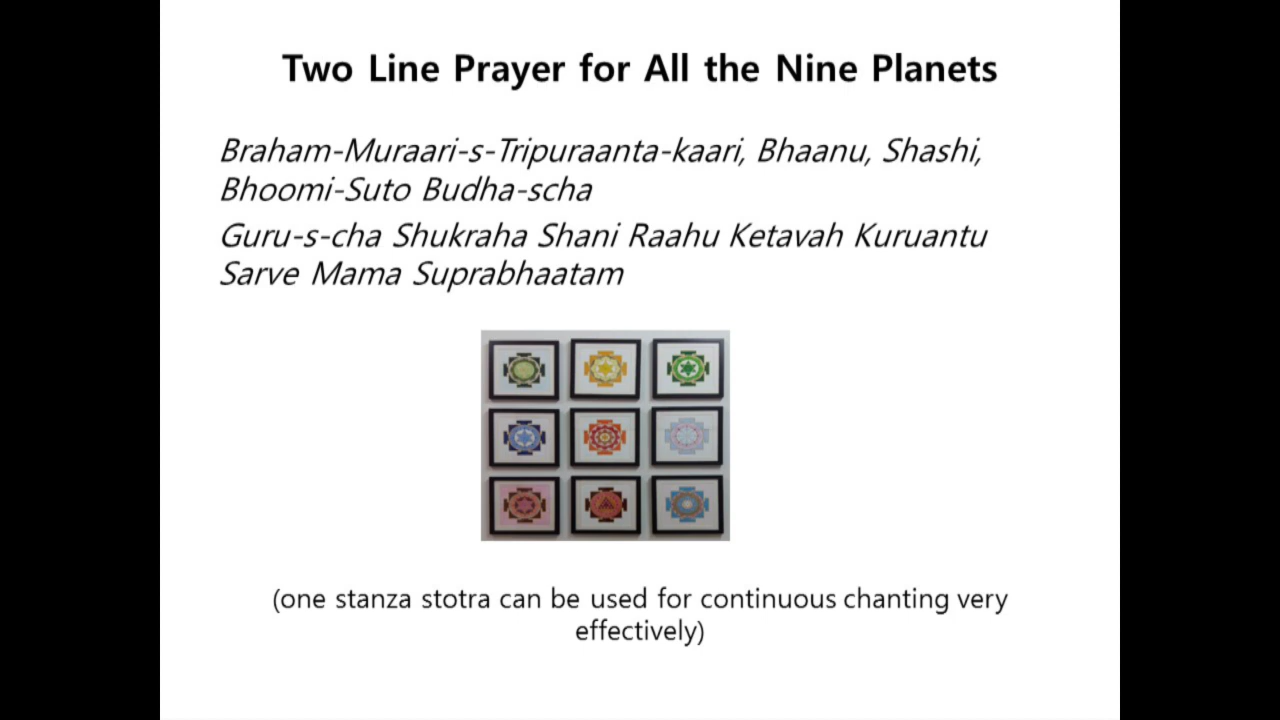 Two Line Prayer for All the Nine Planets
Braham-Muraari-s-Tripuraanta-kaari, Bhaanu, Shashi,
Bhoomi-Suto Budha-scha
Guru-s-cha Shukraha Shani Raahu Ketavah Kuruantu
Sarve Mama Suprabhaatam
(one stanza stotra can be used for continuous chanting very
effectively)